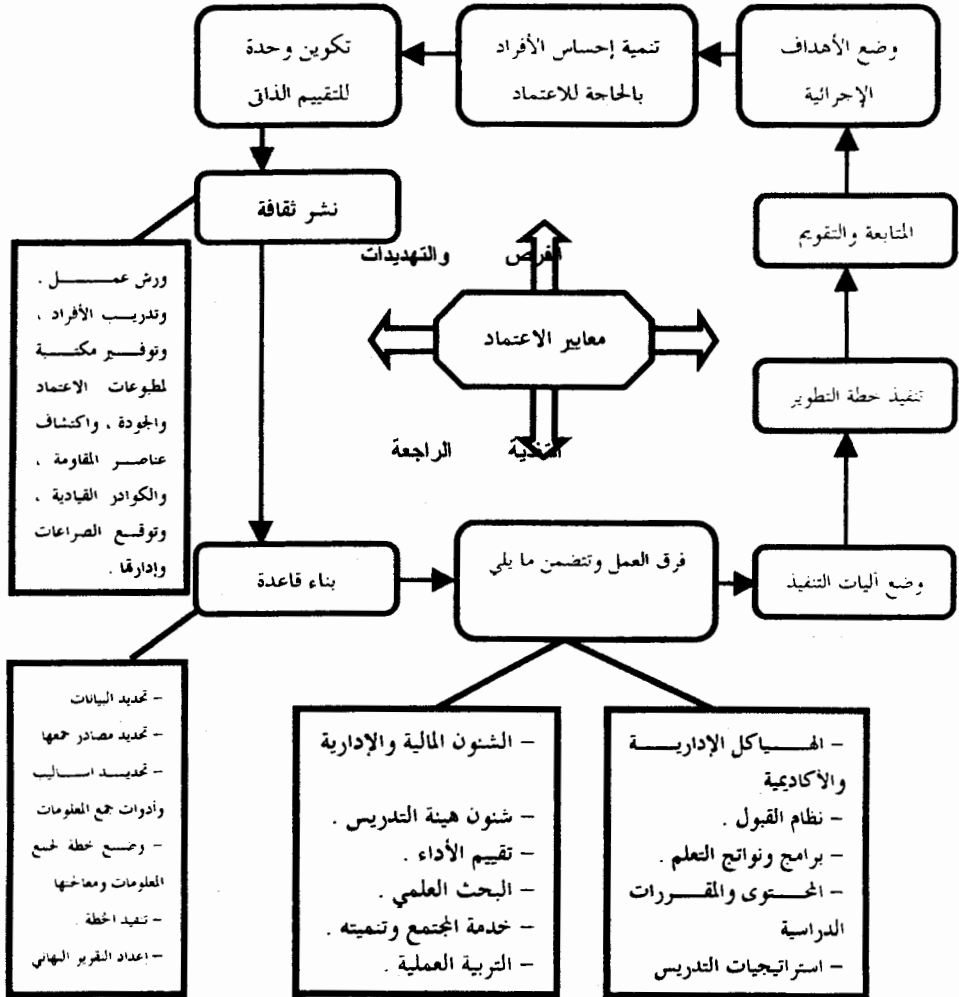 وضع الأهداف
الإجرائية
تنمية إحساس الأفراد
بالحاجة للاعتماد
تكوين وحدة
للتقييم الذاتى
نشر ثقافة
ورش عمل .
وتدريب الأفراد ،
وتوفير مكتبة
لمطبوعات الاعتماد
والجودة ، واكتشاف
عناصر المقاومة ،
والكوادر القيادية ،
وتوقع الصراعات
وإدارتها .
المتابعة والتقويم
الفرص والتهديدات
معايير الاعتماد
التغذية الراجعة
تنفيذ خطة التطوير
بناء قاعدة
فرق العمل وتتضمن ما يلي
وضع أليات التنفيذ
– تحديد البيانات
– تحديد مصادر جمعها
– تحديد اساليب
وأدوات جمع المعلومات
– وضع خطة لجمع
المعلومات ومعالجتها
– تنفيذ الخطة .
– إعداد التقرير النهائي
– الشئون المالية والإدارية
– شئون هيئة التدريس .
– تقييم الأداء .
– البحث العلمي .
– خدمة المجتمع وتنميته .
– التربية العملية .
– الهياكل الإدارية
والأكاديمية
– نظام القبول .
– برامج ونواتج التعلم .
– المحتوى والمقررات
الدراسية
– استراتيجيات التدريس